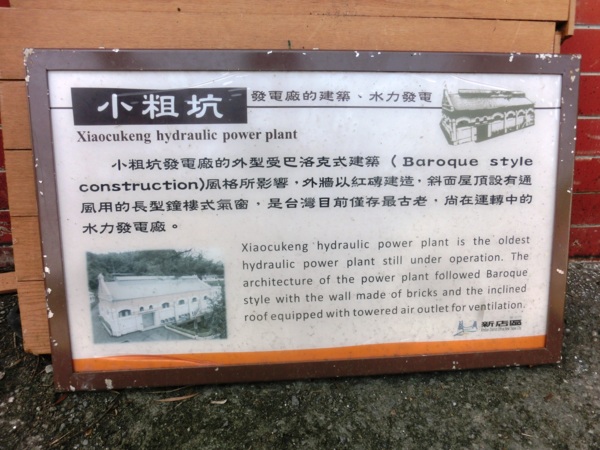 小粗坑 發電廠的建築、水力發電
Xiaocukeng hydraulic power plant
小粗坑發電廠的外型受巴洛克式建築（Baroque style
construction)風格所影響，外牆以紅磚建造，斜面屋頂設有通
風用的長型鐘樓式氣窗，是台灣目前僅存最古老，尚在運轉中的
水力發電廠。
Xiaocukeng hydraulic power plant is the oldest
hydraulic power plant still under operation. The
architecture of the power plant followed Baroque
style with the wall made of bricks and the inclined
roof equipped with towered air outlet for ventilation.
新店區